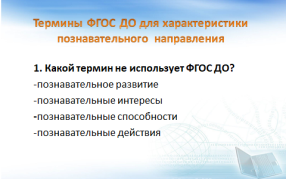 Термины ФГОС ДО для характеристики
познавательного направления
1. Какой термин не использует ФГОС ДО?
-познавательное развитие
-познавательные интересы
-познавательные способности
-познавательные действия